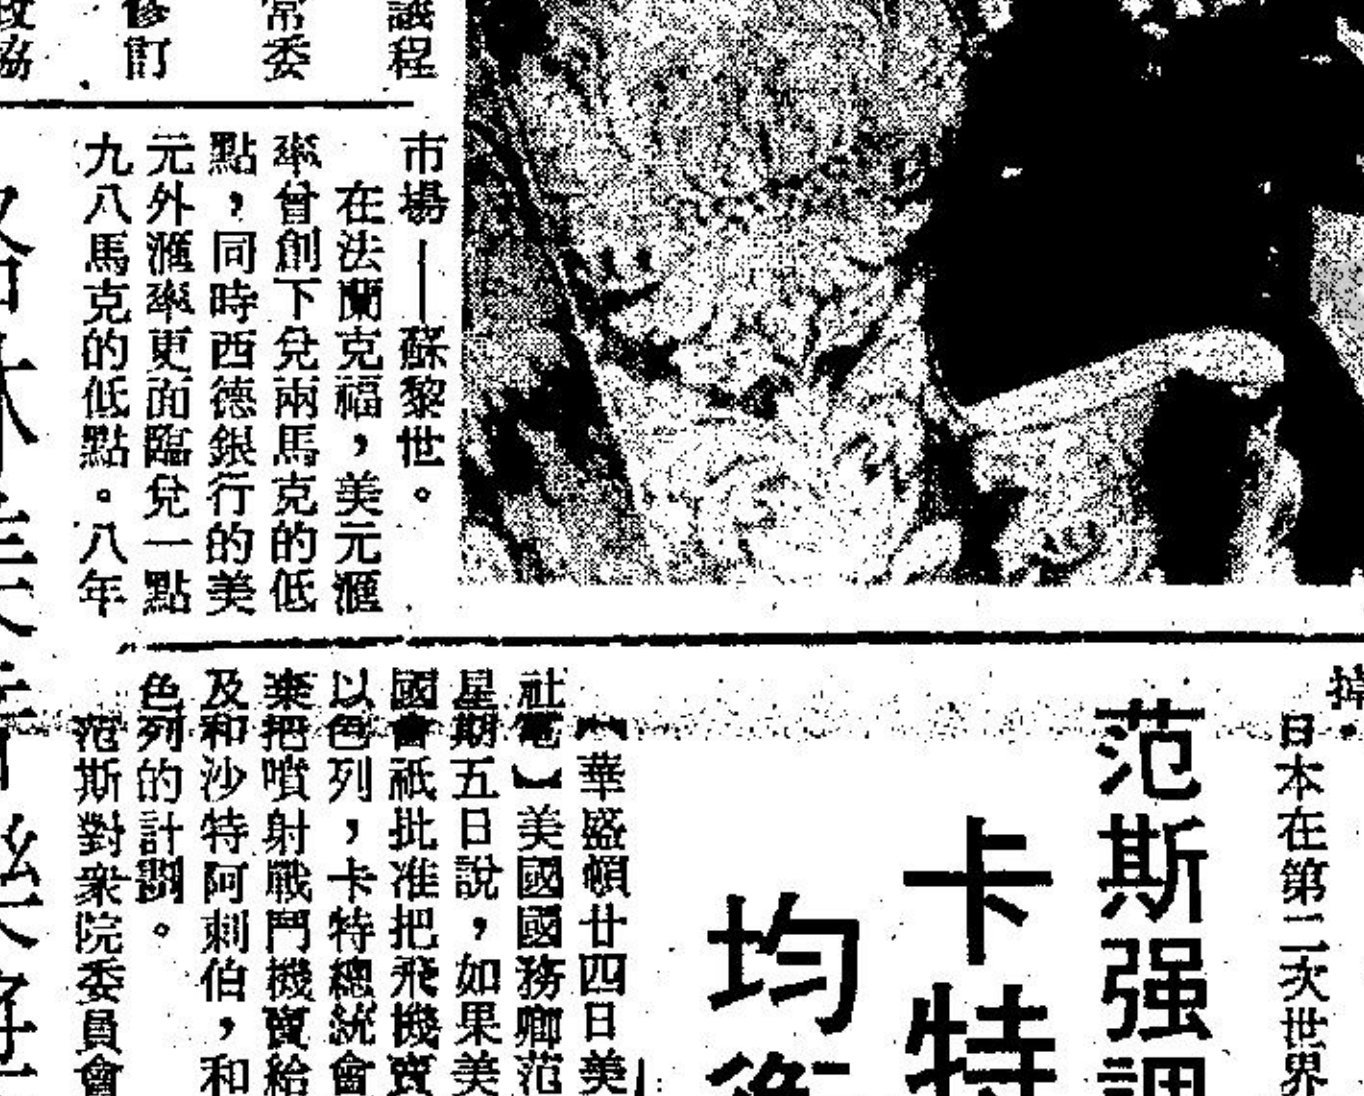 議程
常委
修訂
政協
市場——蘇黎世。
在法蘭克福，美元滙
率曾創下兌兩馬克的低
點，同時西德銀行的美
元外滙率更面臨兌一點
九八馬克的低點。八年
日本在第二次世界
范斯强調
卡特
均衡
【華盛頓廿四日美
社電】美國國務卿范
星期五日說，如果美
國會祇批准把飛機賣
以色列，卡特總統會
棄把噴射戰鬥機賣給
及和沙特阿刺伯，和
色列的計劃。
范斯對衆院委員會